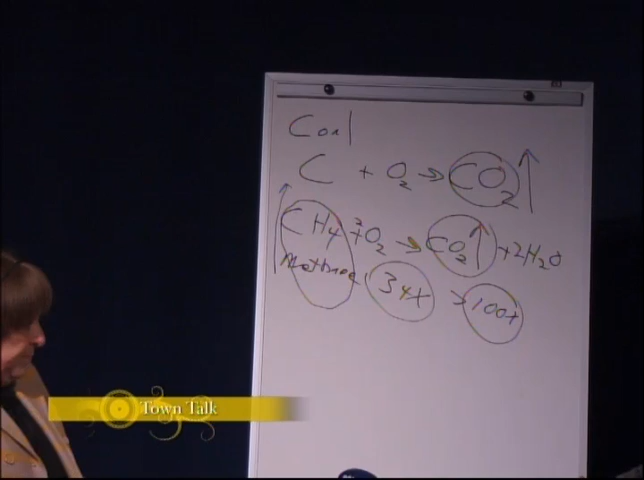 Coal
C + O2 → CO2 ↑
↑ CH4 + 2O2 → CO2 ↑ + 2H2O
Methane 34x > 100x
Town Talk